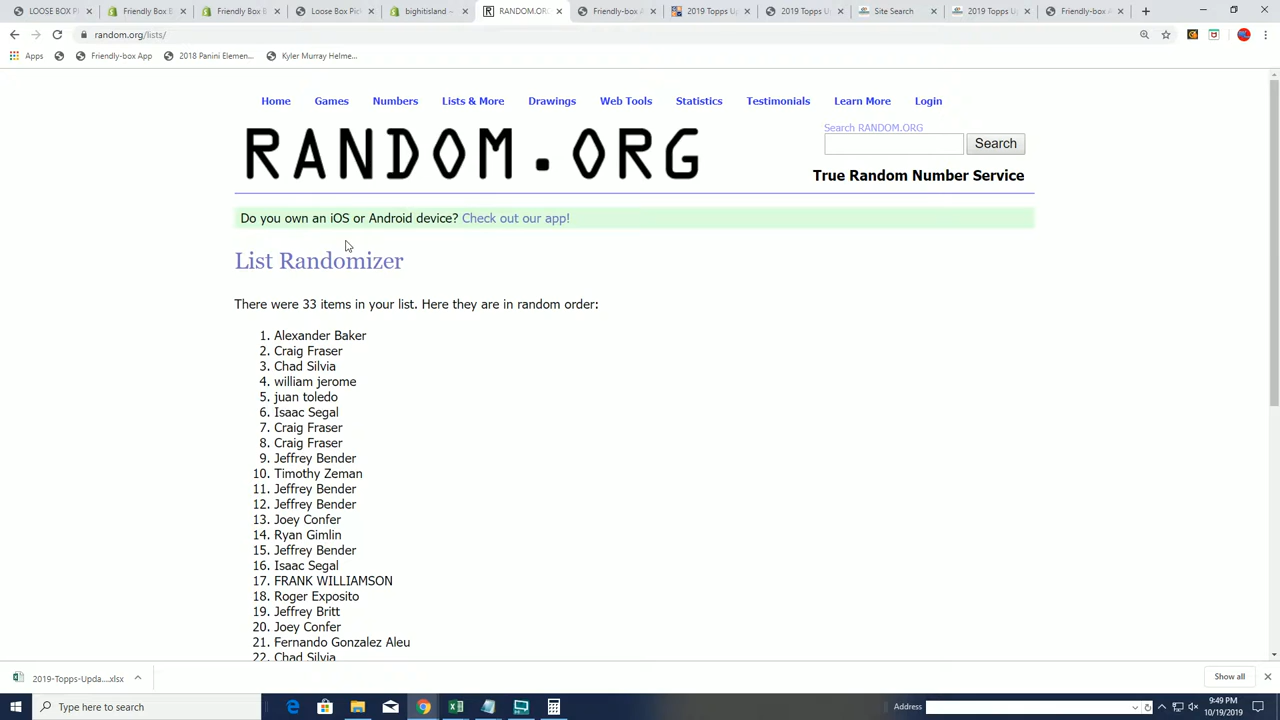 LOOSE BOX P
Friendly Box E
Friendly Box B
Loose Box Pic
bighitsisland –
RANDOM.ORG
Friendly-box A
2019 Topps U
2019 Topps Up
Site Search
2019 Topps Up
Friendly-box A
random.org/lists/
Apps
Friendly-box App
2018 Panini Elemen...
Kyler Murray Helme...
Home
Games
Numbers
Lists & More
Drawings
Web Tools
Statistics
Testimonials
Learn More
Login
RANDOM.ORG
Search RANDOM.ORG
Search
True Random Number Service
Do you own an iOS or Android device? Check out our app!
List Randomizer
There were 33 items in your list. Here they are in random order:
1. Alexander Baker
2. Craig Fraser
3. Chad Silvia
4. william jerome
5. juan toledo
6. Isaac Segal
7. Craig Fraser
8. Craig Fraser
9. Jeffrey Bender
10. Timothy Zeman
11. Jeffrey Bender
12. Jeffrey Bender
13. Joey Confer
14. Ryan Gimlin
15. Jeffrey Bender
16. Isaac Segal
17. FRANK WILLIAMSON
18. Roger Exposito
19. Jeffrey Britt
20. Joey Confer
21. Fernando Gonzalez Aleu
22. Chad Silvia
2019-Topps-Upda....xlsx
Show all
Type here to search
Address
9:49 PM
10/19/2019